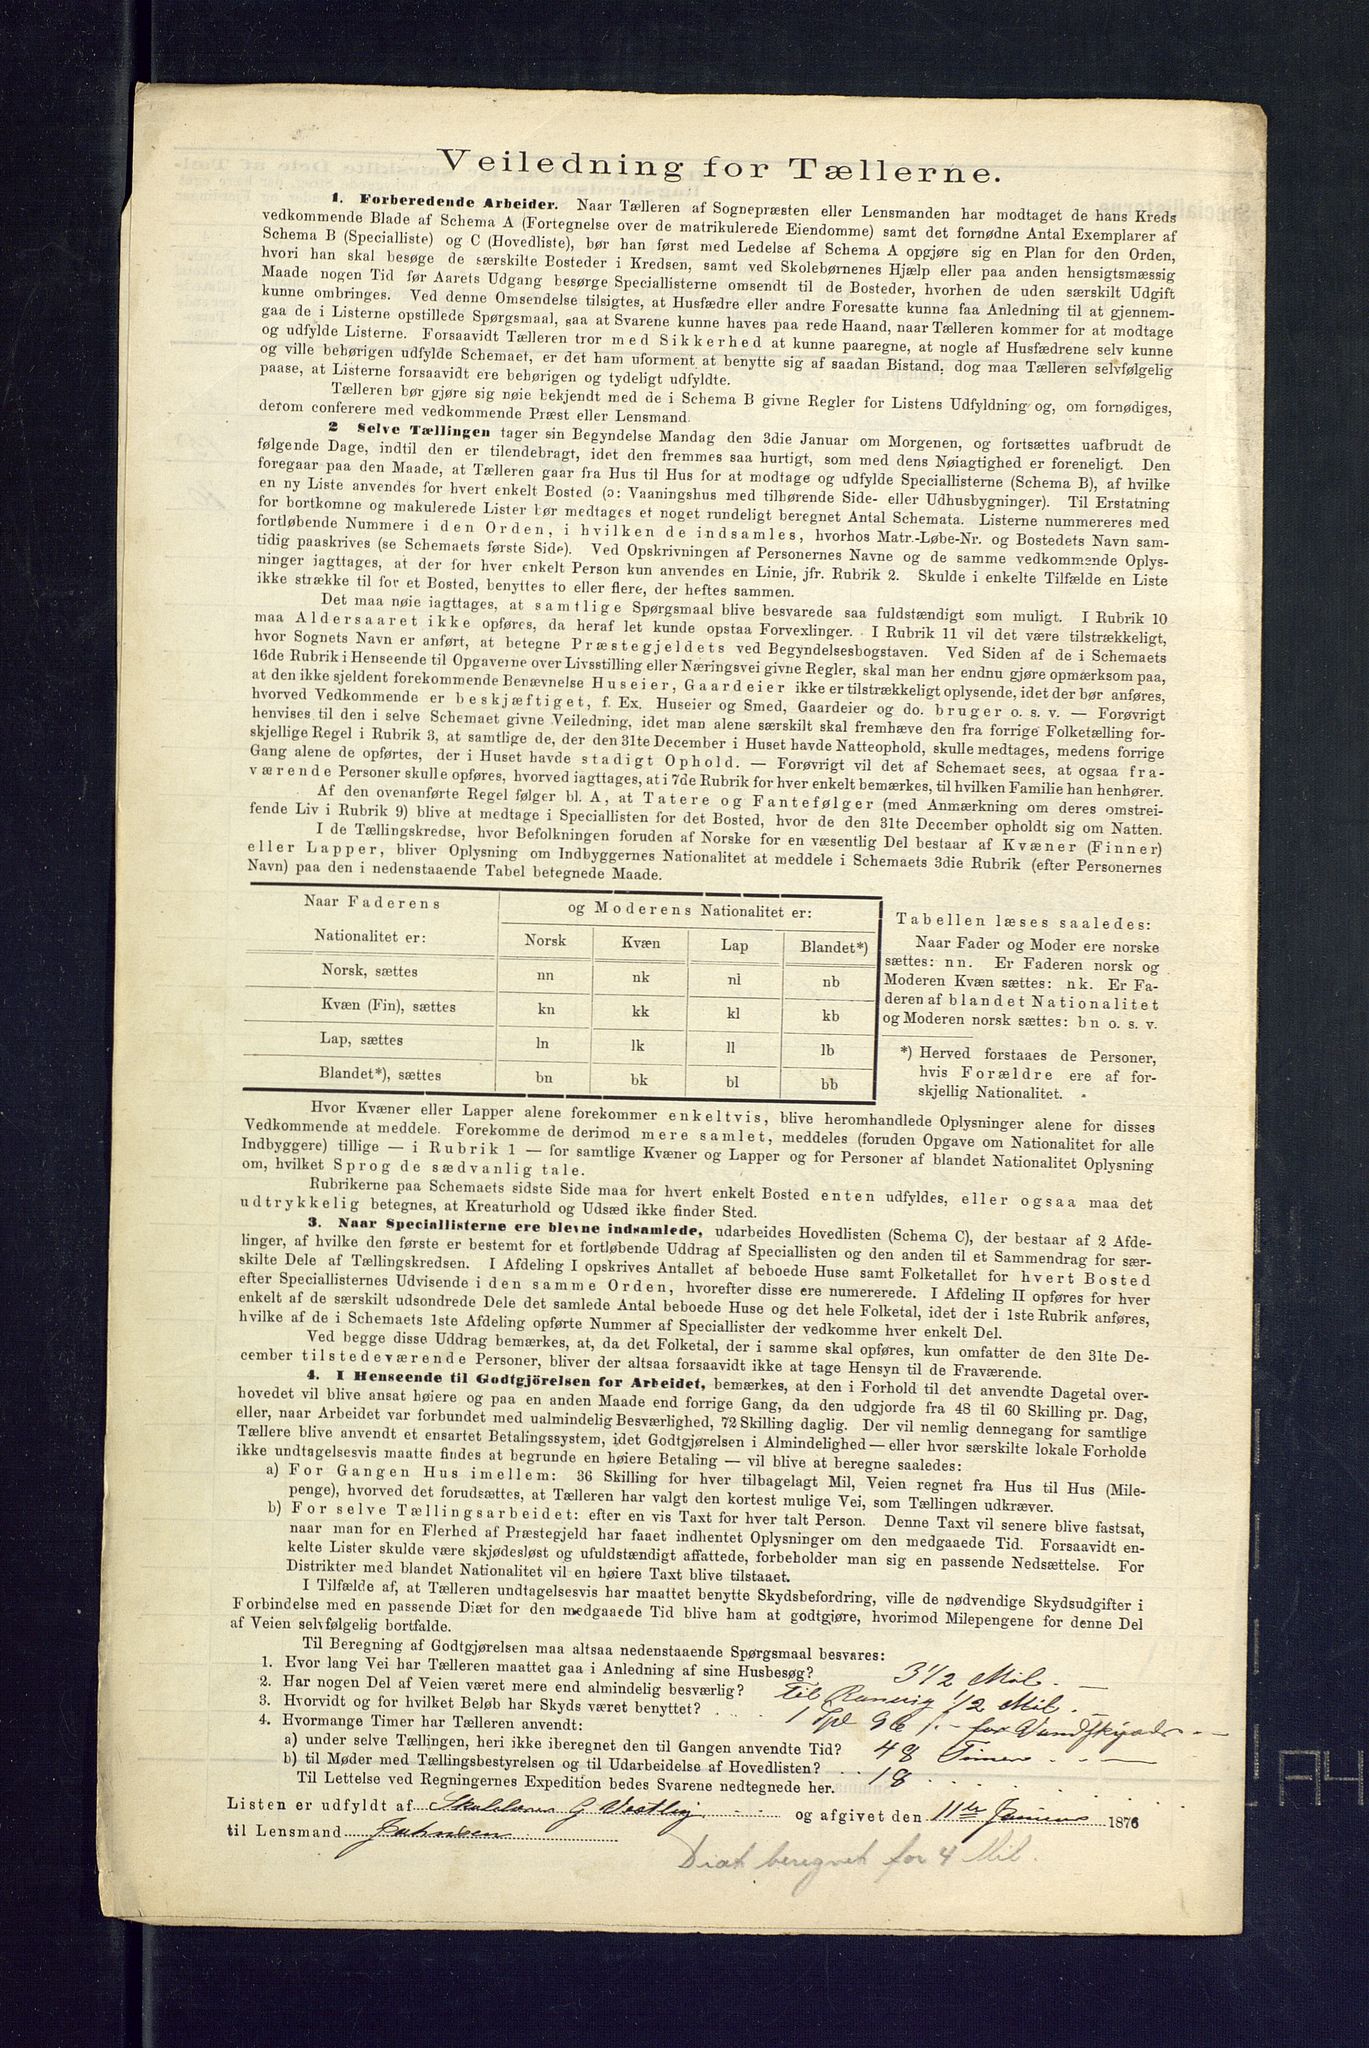 Veiledning for Tællerne.
1. Forberedende Arbeider. Naar Tælleren af Sognepræsten eller Lensmanden har modtaget de hans Kreds
vedkommende Blade af Schema A (Fortegnelse over de matrikulerede Eiendomme) samt det fornødne Antal Exemplarer af
Schema B (Specialliste) og C (Hovedliste), bør han først med Ledelse af Schema A opgjøre sig en Plan for den Orden,
hvori han skal besøge de særskilte Bosteder i Kredsen, samt ved Skolebørnenes Hjælp eller paa anden hensigtsmæssig
Maade nogen Tid før Aarets Udgang besørge Speciallisterne omsendt til de Bosteder, hvorhen de uden særskilt Udgift
kunne ombringes. Ved denne Omsendelse tilsigtes, at Husfædre eller andre Foresatte kunne faa Anledning til at gjennem-
gaa de i Listerne opstillede Spørgsmaal, saa at Svarene kunne haves paa rede Haand, naar Tælleren kommer for at modtage
og udfylde Listerne. Forsaavidt Tælleren tror med Sikkerhed at kunne paaregne, at nogle af Husfædrene selv kunne
og ville behørigen udfylde Schemaet, er det ham uforment at benytte sig af saadan Bistand, dog maa Tælleren selvfølgelig
paase, at Listerne forsaavidt ere behørigen og tydeligt udfyldte.
Tælleren bør gjøre sig nøie bekjendt med de i Schema B givne Regler for Listens Udfyldning og, om fornødiges,
derom conferere med vedkommende Præst eller Lensmand.
2 Selve Tællingen tager sin Begyndelse Mandag den 3die Januar om Morgenen, og fortsættes uafbrudt de
følgende Dage, indtil den er tilendebragt, idet den fremmes saa hurtigt, som med dens Nøiagtighed er foreneligt. Den
foregaar paa den Maade, at Tælleren gaar fra Hus til Hus for at modtage og udfylde Speciallisterne (Schema B), af hvilke
en ny Liste anvendes for hvert enkelt Bosted (ɔ: Vaaningshus med tilhørende Side- eller Udhusbygninger). Til Erstatning
for bortkomne og makulerede Lister bør medtages et noget rundeligt beregnet Antal Schemata. Listerne nummereres med
fortløbende Nummere i den Orden, i hvilken de indsamles, hvorhos Matr.-Løbe-Nr. og Bostedets Navn sam-
tidig paaskrives (se Schemaets første Side). Ved Opskrivningen af Personernes Navne og de samme vedkommende Oplys-
ninger iagttages, at der for hver enkelt Person kun anvendes en Linie, jfr. Rubrik 2. Skulde i enkelte Tilfælde en Liste
ikke strække til for et Bosted, benyttes to eller flere, der heftes sammen.
Det maa nøie iagttages, at samtlige Spørgsmaal blive besvarede saa fuldstændigt som muligt. I Rubrik 10
maa Aldersaaret ikke opføres, da heraf let kunde opstaa Forvexlinger. I Rubrik 11 vil det være tilstrækkeligt,
hvor Sognets Navn er anført, at betegne Præstegjeldets ved Begyndelsesbogstaven. Ved Siden af de i Schemaets
16de Rubrik i Henseende til Opgaverne over Livsstilling eller Næringsvei givne Regler, skal man her endnu gjøre opmærksom paa,
at den ikke sjeldent forekommende Benævnelse Huseier, Gaardeier ikke er tilstrækkeligt oplysende, idet der bør anføres,
hvorved Vedkommende er beskjæftiget, f. Ex. Huseier og Smed, Gaardeier og do. bruger o. s. v. — Forøvrigt
henvises til den i selve Schemaet givne Veiledning, idet man alene særskilt skal fremhæve den fra forrige Folketælling for-
skjellige Regel i Rubrik 3, at samtlige de, der den 31te December i Huset havde Natteophold, skulle medtages, medens forrige
Gang alene de opførtes, der i Huset havde stadigt Ophold. — Forøvrigt vil det af Schemaet sees, at ogsaa fra-
værende Personer skulle opføres, hvorved iagttages, at i 7de Rubrik for hver enkelt bemærkes, til hvilken Familie han henhører.
Af den ovenanførte Regel følger bl. A, at Tatere og Fantefølger (med Anmærkning om deres omstrei-
fende Liv i Rubrik 9) blive at medtage i Speciallisten for det Bosted, hvor de den 31te December opholdt sig om Natten.
I de Tællingskredse, hvor Befolkningen foruden af Norske for en væsentlig Del bestaar af Kvæner (Finner)
eller Lapper, bliver Oplysning om Indbyggernes Nationalitet at meddele i Schemaets 3die Rubrik (efter Personernes
Navn) paa den i nedenstaaende Tabel betegnede Maade.
Naar Faderens og Moderens Nationalitet er:
Nationalitet er: Norsk Kvæn Lap Blandet*)
Norsk, sættes nn nk nl nb
Kvæn (Fin), sættes kn kk kl kb
Lap, sættes ln lk ll lb
Blandet*), sættes bn bk bl bb
Tabellen læses saaledes:
Naar Fader og Moder ere norske
sættes: nn. Er Faderen norsk og
Moderen Kvæn sættes: nk. Er Fa-
deren af blandet Nationalitet
og Moderen norsk sættes: bn o. s. v.
*) Herved forstaaes de Personer,
hvis Forældre ere af for-
skjellig Nationalitet.
Hvor Kvæner eller Lapper alene forekommer enkeltvis, blive heromhandlede Oplysninger alene for disses
Vedkommende at meddele. Forekomme de derimod mere samlet, meddeles (foruden Opgave om Nationalitet for alle
Indbyggere) tillige — i Rubrik 1 — for samtlige Kvæner og Lapper og for Personer af blandet Nationalitet Oplysning
om, hvilket Sprog de sædvanlig tale.
Rubrikerne paa Schemaets sidste Side maa for hvert enkelt Bosted enten udfyldes, eller ogsaa maa det
udtrykkelig betegnes, at Kreaturhold og Udsæd ikke finder Sted.
3. Naar Speciallisterne ere blevne indsamlede, udarbeides Hovedlisten (Schema C), der bestaar af 2 Afde-
linger, af hvilke den første er bestemt for et fortløbende Uddrag af Speciallisten og den anden til et Sammendrag for sær-
skilte Dele af Tællingskredsen. I Afdeling I opskrives Antallet af beboede Huse samt Folketallet for hvert Bosted
efter Speciallisternes Udvisende i den samme Orden, hvorefter disse ere numererede. I Afdeling II opføres for hver
enkelt af de særskilt udsondrede Dele det samlede Antal beboede Huse og det hele Folketal, idet der i 1ste Rubrik anføres,
hvilke af de i Schemaets 1ste Afdeling opførte Nummer af Speciallister der vedkomme hver enkelt Del.
Ved begge disse Uddrag bemærkes, at, da det Folketal, der i samme skal opføres, kun omfatter de den 31te De-
cember tilstedeværende Personer, bliver der altsaa forsaavidt ikke at tage Hensyn til de Fraværende.
4. I Henseende til Godtgjörelsen for Arbeidet, bemærkes, at den i Forhold til det anvendte Dagetal over-
hovedet vil blive ansat høiere og paa en anden Maade end forrige Gang, da den udgjorde fra 48 til 60 Skilling pr. Dag,
eller, naar Arbeidet var forbundet med ualmindelig Besværlighed, 72 Skilling daglig. Der vil nemlig dennegang for samtlige
Tællere blive anvendt et ensartet Betalingssystem, idet Godtgjørelsen i Almindelighed — eller hvor særskilte lokale Forholde
ikke undtagelsesvis maatte findes at begrunde en høiere Betaling — vil blive at beregne saaledes:
a) For Gangen Hus imellem: 36 Skilling for hver tilbagelagt Mil, Veien regnet fra Hus til Hus (Mile-
penge), hvorved det forudsættes, at Tælleren har valgt den kortest mulige Vei, som Tællingen udkræver.
b) For selve Tællingsarbeidet: efter en vis Taxt for hver talt Person. Denne Taxt vil senere blive fastsat,
naar man for en Flerhed af Præstegjeld har faaet indhentet Oplysninger om den medgaaede Tid. Forsaavidt en-
kelte Lister skulde være skjødesløst og ufuldstændigt affattede, forbeholder man sig en passende Nedsættelse. For
Distrikter med blandet Nationalitet vil en høiere Taxt blive tilstaaet.
I Tilfælde af, at Tælleren undtagelsesvis har maattet benytte Skydsbefordring, ville de nødvendige Skydsudgifter i
Forbindelse med en passende Diæt for den medgaaede Tid blive ham at godtgjøre, hvorimod Milepengene for denne Del
af Veien selvfølgelig bortfalde.
Til Beregning af Godtgjørelsen maa altsaa nedenstaaende Spørgsmaal besvares:
1. Hvor lang Vei har Tælleren maattet gaa i Anledning af sine Husbesøg? 3 1/2 Mil. —
2. Har nogen Del af Veien været mere end almindelig besværlig? Til 1/2 Mil.
3. Hvorvidt og for hvilket Beløb har Skyds været benyttet? 1 Spd 96 /- for
4. Hvormange Timer har Tælleren anvendt:
a) under selve Tællingen, heri ikke iberegnet den til Gangen anvendte Tid? 48 Timer
b) til Møder med Tællingsbestyrelsen og til Udarbeidelse af Hovedlisten? 18
Til Lettelse ved Regningernes Expedition bedes Svarene nedtegnede her.
Listen er udfyldt af Skolelærer G Vestby og afgivet den 11te Januar 1876
til Lensmand Johnsen
Diæt beregnet for 4 Mil.